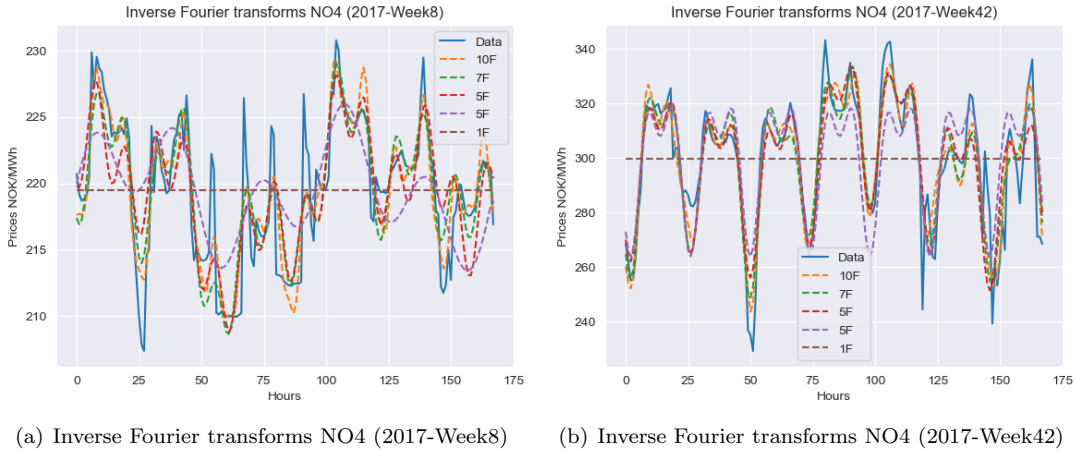 Inverse Fourier transforms NO4 (2017-Week8)
Prices NOK/MWh
230
225
220
215
210
0
25
50
75
100
125
150
175
Hours
Data
10F
7F
5F
5F
1F
Inverse Fourier transforms NO4 (2017-Week42)
Prices NOK/MWh
340
320
300
280
260
240
0
25
50
75
100
125
150
175
Hours
Data
10F
7F
5F
5F
1F
(a) Inverse Fourier transforms NO4 (2017-Week8)
(b) Inverse Fourier transforms NO4 (2017-Week42)